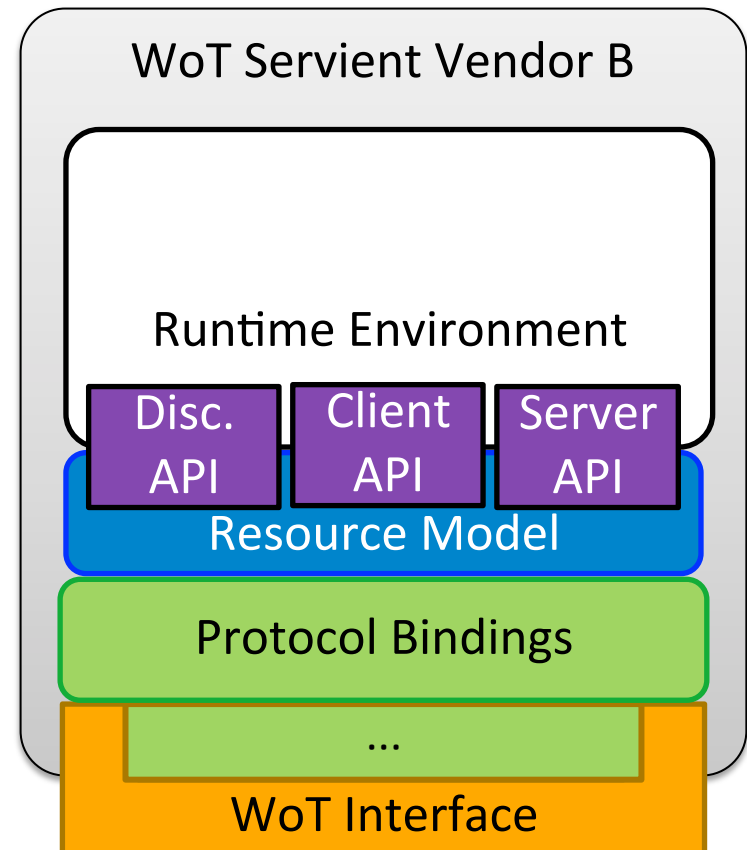 WoT Servient Vendor B
Runtime Environment
Disc. API
Client API
Server API
Resource Model
Protocol Bindings
...
WoT Interface